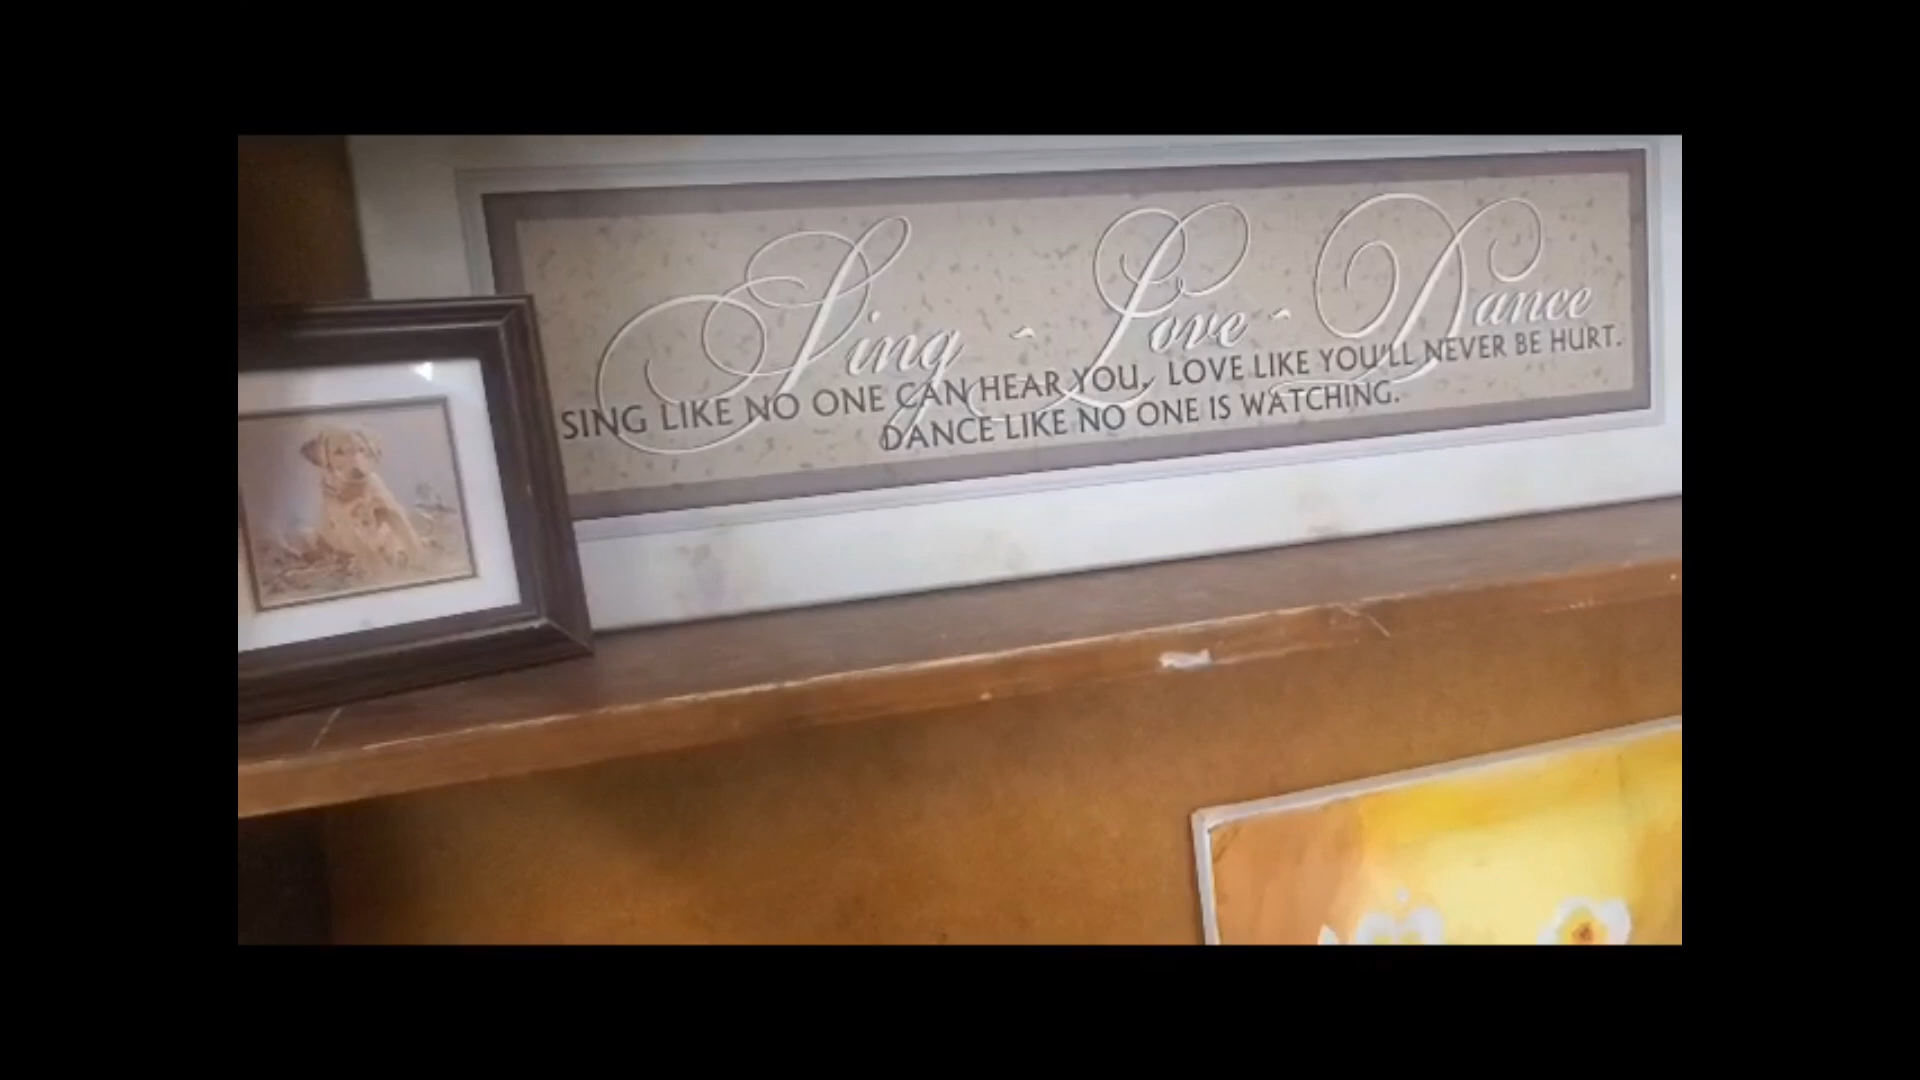 Sing ~ Love ~ Dance
SING LIKE NO ONE CAN HEAR YOU. LOVE LIKE YOU'LL NEVER BE HURT.
DANCE LIKE NO ONE IS WATCHING.